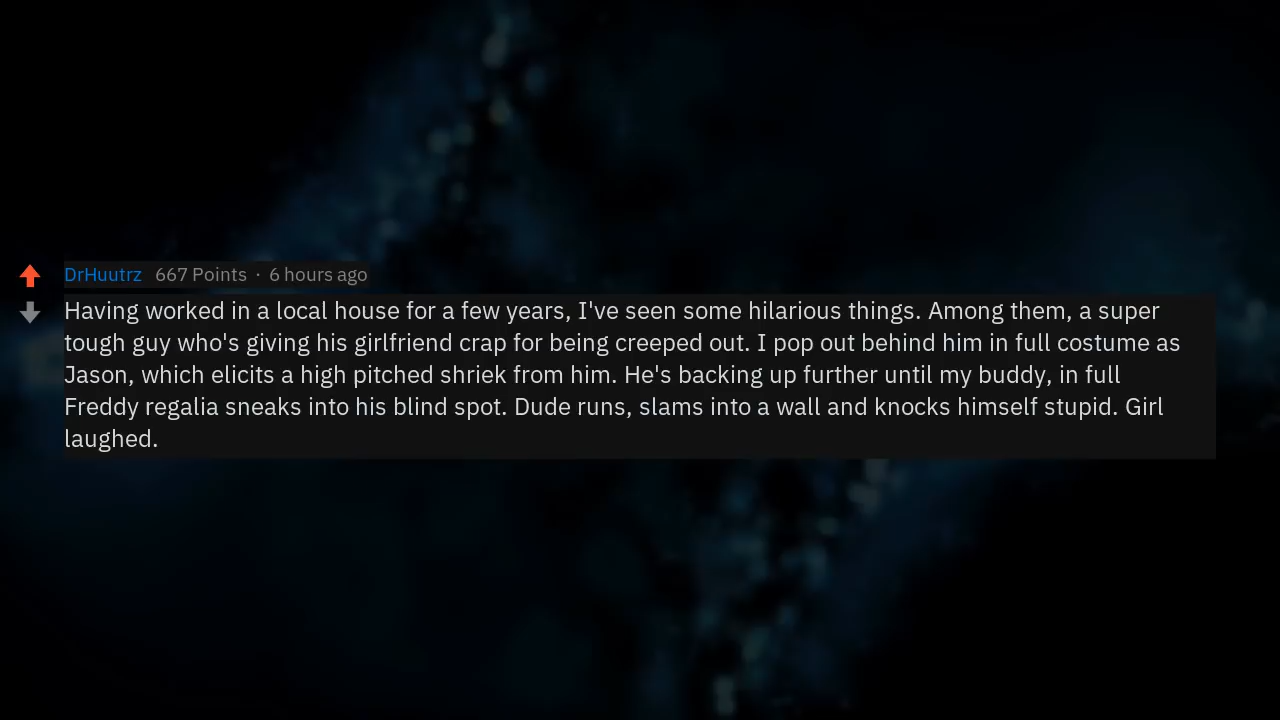 DrHuutrz 667 Points · 6 hours ago
Having worked in a local house for a few years, I've seen some hilarious things. Among them, a super
tough guy who's giving his girlfriend crap for being creeped out. I pop out behind him in full costume as
Jason, which elicits a high pitched shriek from him. He's backing up further until my buddy, in full
Freddy regalia sneaks into his blind spot. Dude runs, slams into a wall and knocks himself stupid. Girl
laughed.